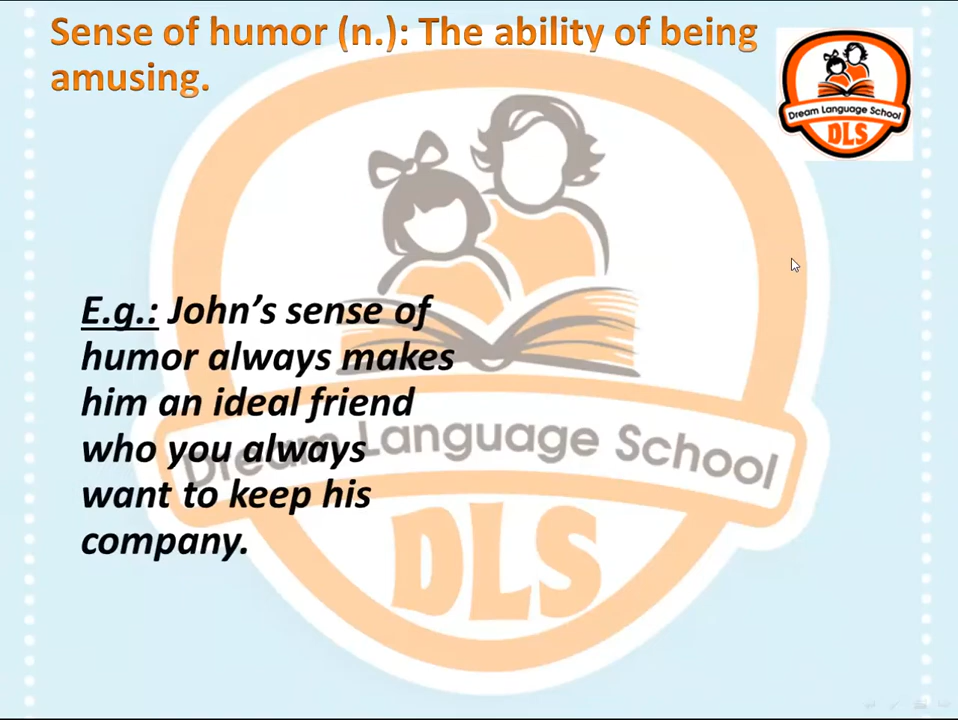 Sense of humor (n.): The ability of being
amusing.
Dream Language School
DLS
E.g.: John’s sense of
humor always makes
him an ideal friend
who you always
want to keep his
company.
Dream Language School
DLS